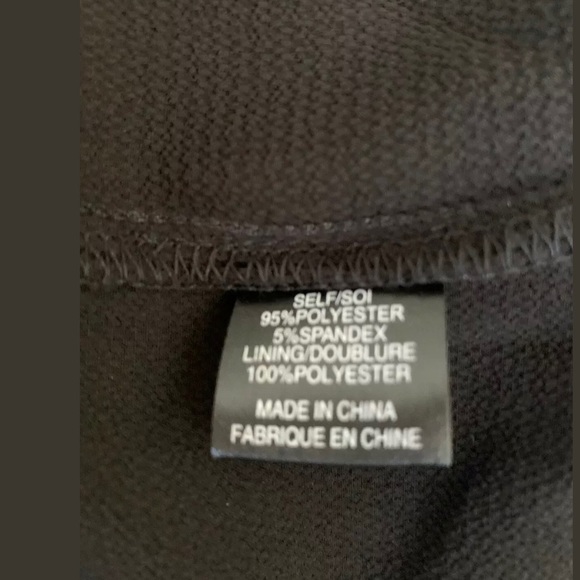 SELF/SOI
95%POLYESTER
5%SPANDEX
LINING/DOUBLURE
100%POLYESTER
MADE IN CHINA
FABRIQUE EN CHINE